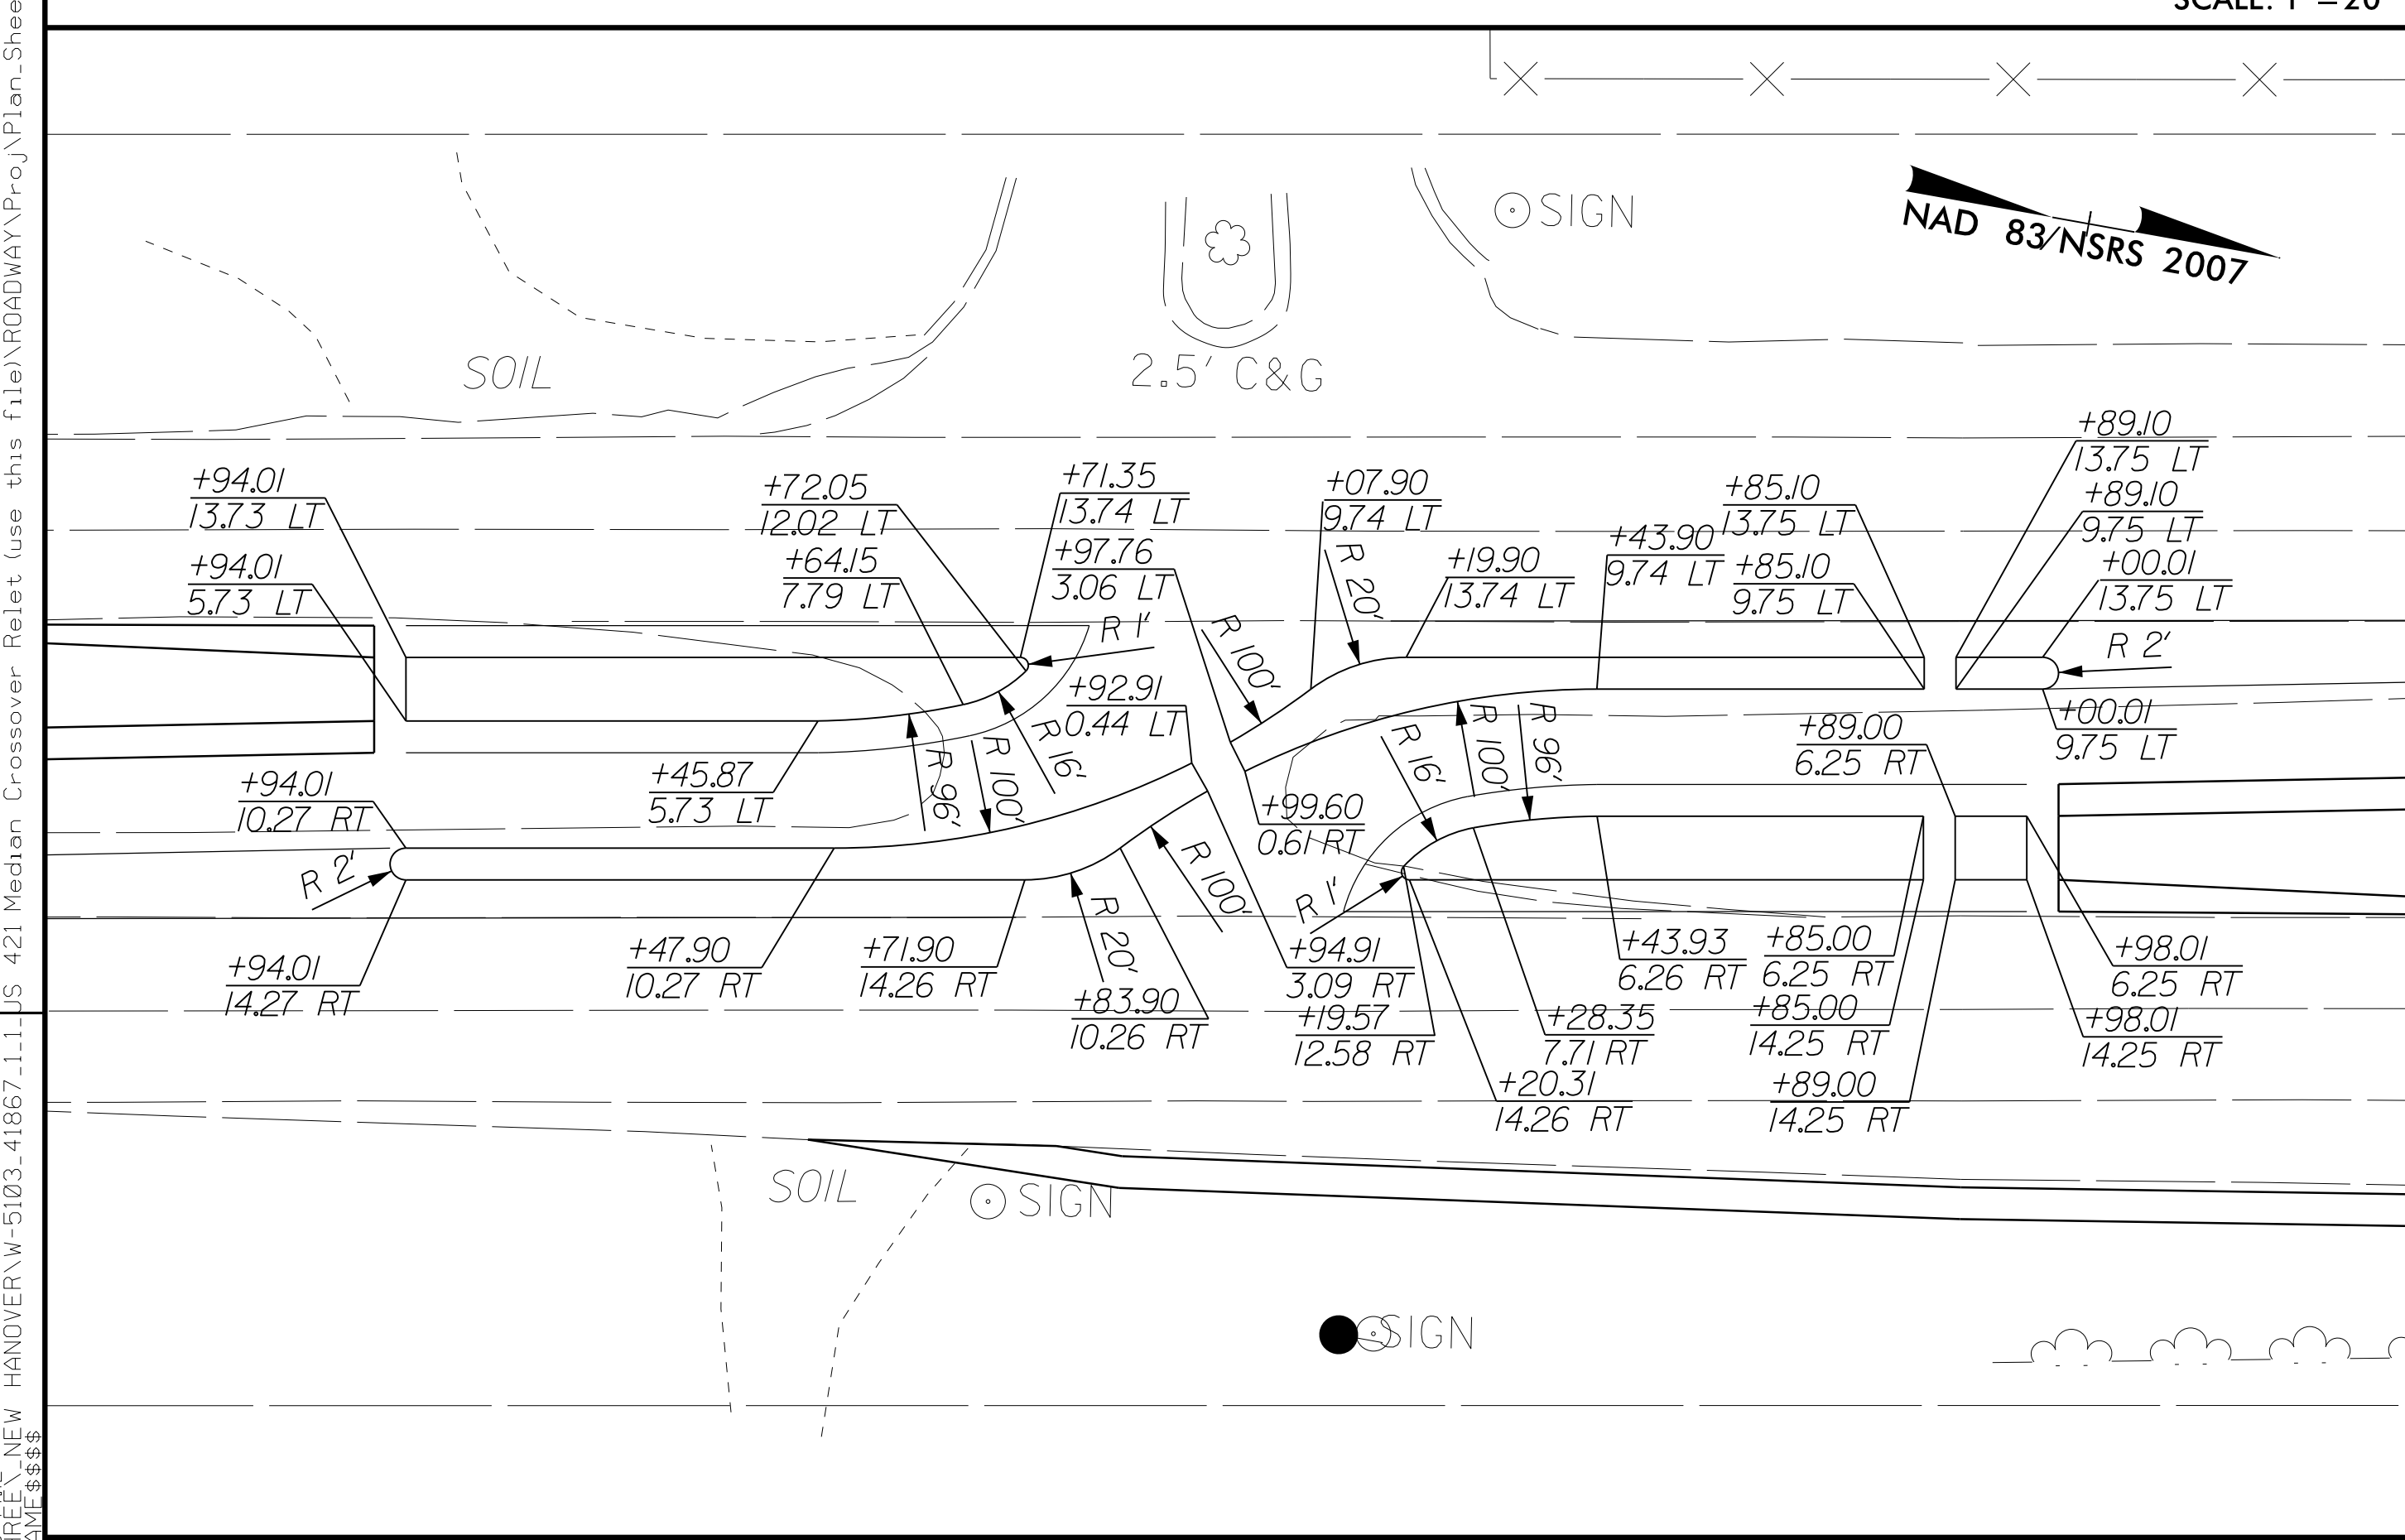 SCALE: 1"=20'
SIGN
NAD 83/NSRS 2007
SOIL
2.5' C&G
+94.01
13.73 LT
+94.01
5.73 LT
+72.05
12.02 LT
+64.15
7.79 LT
+71.35
13.74 LT
+97.76
3.06 LT
R 1'
+07.90
9.74 LT
R 20'
R 100'
+19.90
13.74 LT
+43.90
9.74 LT
+85.10
13.75 LT
+85.10
9.75 LT
+89.10
13.75 LT
+89.10
9.75 LT
+00.01
13.75 LT
R 2'
+00.01
9.75 LT
+92.91
0.44 LT
R 16'
R 100'
R 96'
+45.87
5.73 LT
+94.01
10.27 RT
R 2'
+94.01
14.27 RT
+47.90
10.27 RT
+71.90
14.26 RT
R 20'
+83.90
10.26 RT
R 100'
+99.60
0.61 RT
R 16'
R 100'
R 96'
+89.00
6.25 RT
R 1'
+94.91
3.09 RT
+19.57
12.58 RT
+20.31
14.26 RT
+28.35
7.71 RT
+43.93
6.26 RT
+85.00
6.25 RT
+85.00
14.25 RT
+89.00
14.25 RT
+98.01
6.25 RT
+98.01
14.25 RT
SOIL
SIGN
SIGN
HANOVER\W-5103_41867_1_1_US 421 Median Crossover Relet (use this file)\ROADWAY\Proj\Plan_Shee
REE\_NEW
AME$$$$